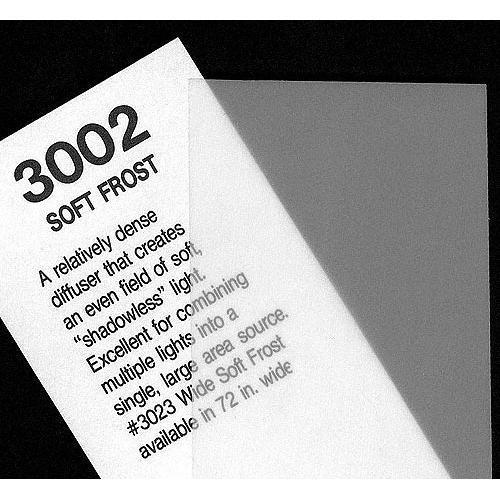 3002
SOFT FROST
A relatively dense
diffuser that creates
an even field of soft,
"shadowless" light.
Excellent for combining
multiple lights into a
single, large area source.
#3023 Wide Soft Frost
available in 72 in. wide